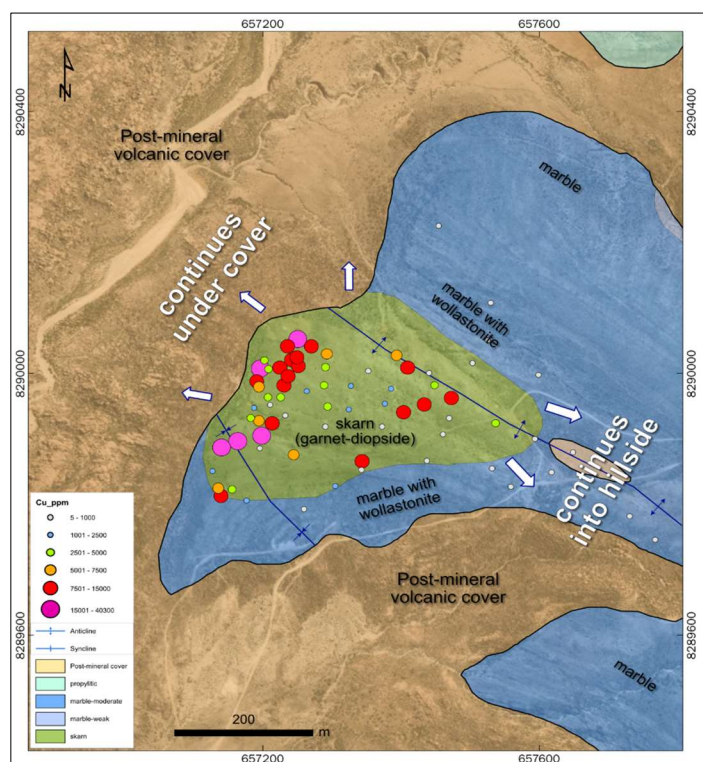 657200
657600
8290400
8290400
N
Post-mineral
volcanic cover
marble
continues
under cover
marble with
wollastonite
8290000
8290000
skarn
(garnet-diopside)
continues
into hillside
marble with
wollastonite
Post-mineral
volcanic cover
8289600
8289600
marble
Cu_ppm
5 - 1000
1001 - 2500
2501 - 5000
5001 - 7500
7501 - 15000
15001 - 40300
Anticline
Syncline
Post-mineral cover
propylitic
marble-moderate
marble-weak
skarn
200
m
657200
657600